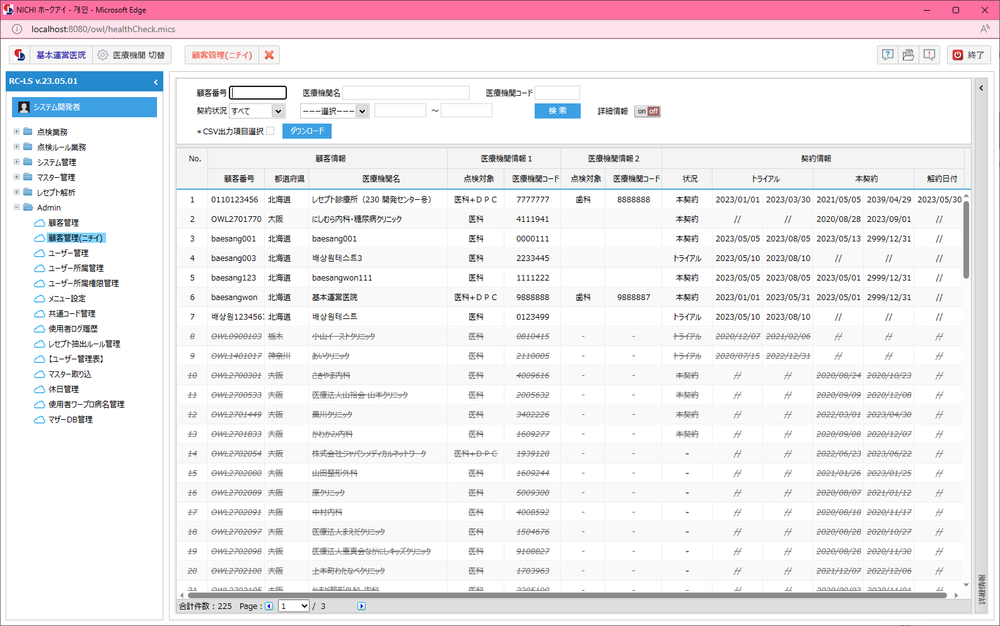 NICHI ホークアイ - 개인 - Microsoft Edge
localhost:8080/owl/healthCheck.mics
基本運営医院 医療機関 切替 顧客管理(ニチイ) 終了
RC-LS v.23.05.01
システム開発者
点検業務
点検ルール業務
システム管理
マスター管理
レセプト解析
Admin
顧客管理
顧客管理(ニチイ)
ユーザー管理
ユーザー所属管理
ユーザー所属権限管理
メニュー設定
共通コード管理
使用者ログ履歴
レセプト抽出ルール管理
【ユーザー管理表】
マスター取り込
休日管理
使用者ワープロ病名管理
マザーDB管理
顧客番号 医療機関名 医療機関コード
契約状況 すべて ---選択--- ～ 検 索 詳細情報 on off
*CSV出力項目選択 ダウンロード
No. 顧客情報 医療機関情報1 医療機関情報2 契約情報
顧客番号 都道府県 医療機関名 点検対象 医療機関コード 点検対象 医療機関コード 状況 トライアル 本契約 解約日付
1 0110123456 北海道 レセプト診療所（230 開発センター号） 医科+ＤＰＣ 7777777 歯科 8888888 本契約 2023/01/01 2023/03/30 2021/05/05 2039/04/29 2023/05/30
2 OWL2701770 大阪 にしむら内科・糖尿病クリニック 医科 4111941 本契約 // // 2020/08/28 2023/09/01 //
3 baesang001 北海道 baesang001 医科 0000111 本契約 2023/05/05 2023/08/05 2023/05/13 2999/12/31 //
4 baesang003 北海道 배상원테스트3 医科 2233445 トライアル 2023/05/10 2023/08/10 // // //
5 baesang123 北海道 baesangwon111 医科 1111222 本契約 2023/05/05 2023/08/05 2023/05/01 2999/12/31 //
6 baesangwon 北海道 基本運営医院 医科+ＤＰＣ 9888888 歯科 9888887 本契約 2023/01/01 2023/05/31 2023/05/01 2999/12/31 //
7 배상원1234567 北海道 배상원테스트 医科 0123499 トライアル 2023/05/10 2023/08/10 // // //
8 OWL0900103 栃木 小山イーストクリニック 医科 0810415 - - トライアル 2020/12/07 2021/02/06 // // //
9 OWL1401017 神奈川 あいクリニック 医科 2110005 - - トライアル 2020/07/15 2022/12/31 // // //
10 OWL2700301 大阪 さきやま内科 医科 4009616 - - 本契約 // // 2020/08/24 2020/10/23 //
11 OWL2700533 大阪 医療法人山裕会 山本クリニック 医科 2005632 - - 本契約 // // 2020/09/09 2020/12/08 //
12 OWL2701449 大阪 黒川クリニック 医科 3402226 - - 本契約 // // 2022/03/01 2023/04/30 //
13 OWL2701833 大阪 かわかみ内科 医科 1609277 - - 本契約 // // 2020/09/08 2020/12/07 //
14 OWL2702054 大阪 株式会社ジャパンメディカルネットワーク 医科+ＤＰＣ 1939120 - - - // // 2022/06/23 2023/06/22 //
15 OWL2702080 大阪 山田整形外科 医科 1609244 - - - // // 2021/01/26 2023/01/25 //
16 OWL2702089 大阪 原クリニック 医科 5009300 - - - // // 2020/08/07 2021/01/12 //
17 OWL2702091 大阪 中村内科 医科 4008592 - - - // // 2020/08/18 2020/11/17 //
18 OWL2702097 大阪 医療法人まえだクリニック 医科 1504676 - - - // // 2020/08/28 2020/10/27 //
19 OWL2702098 大阪 医療法人恵真会なかにしキッズクリニック 医科 9108827 - - - // // 2020/08/28 2020/11/30 //
20 OWL2702100 大阪 上本町わたなべクリニック 医科 1703963 - - - // // 2021/12/07 2022/12/06 //
21 OWL2702105 大阪 かまだ整形外科・内科 医科
合計件数 : 225 Page : 1 / 3
詳細情報